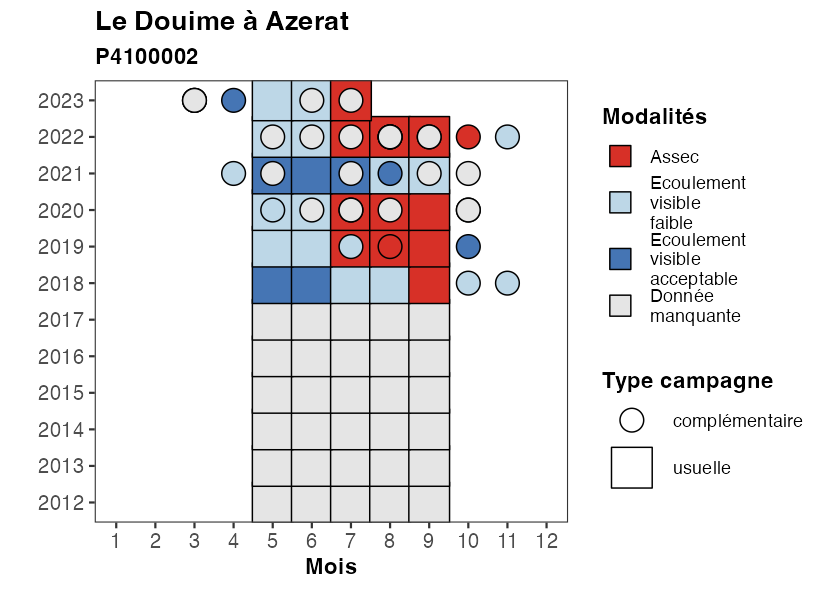 Le Douime à Azerat
P4100002
2023
2022
2021
2020
2019
2018
2017
2016
2015
2014
2013
2012
1 2 3 4 5 6 7 8 9 10 11 12
Mois
Modalités
Assec
Ecoulement
visible
faible
Ecoulement
visible
acceptable
Donnée
manquante
Type campagne
complémentaire
usuelle